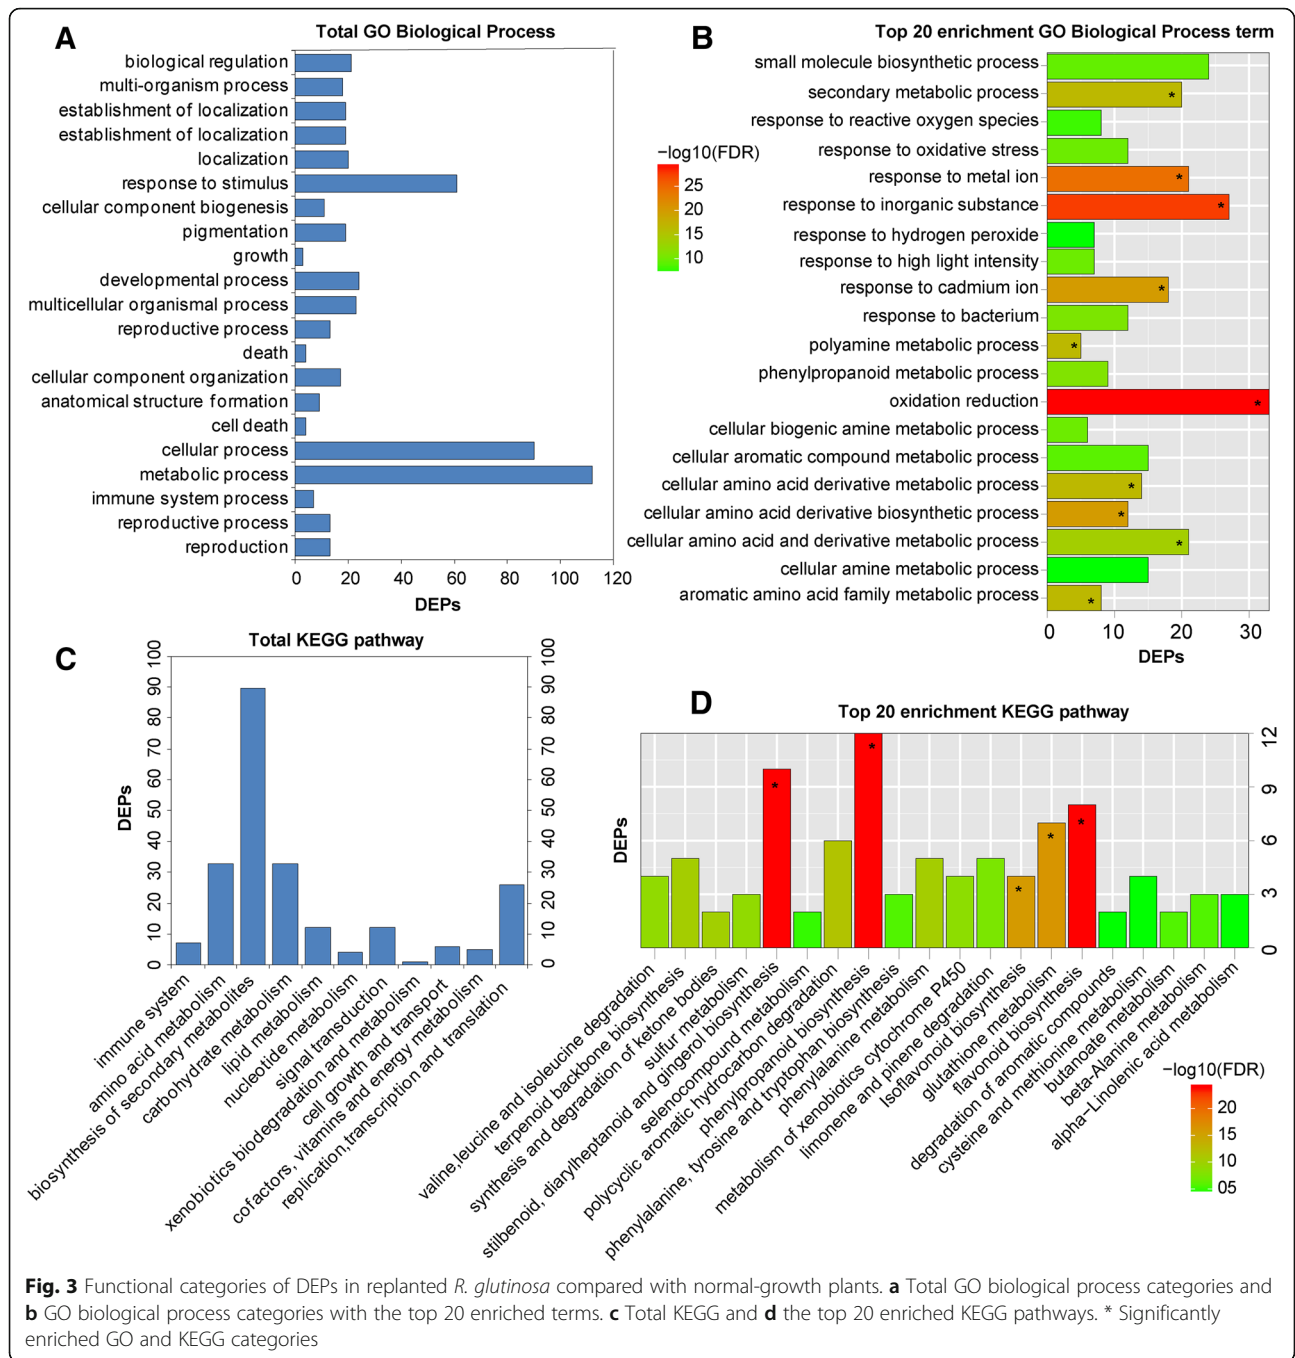 A
Total GO Biological Process
biological regulation
multi-organism process
establishment of localization
establishment of localization
localization
response to stimulus
cellular component biogenesis
pigmentation
growth
developmental process
multicellular organismal process
reproductive process
death
cellular component organization
anatomical structure formation
cell death
cellular process
metabolic process
immune system process
reproductive process
reproduction
0 20 40 60 80 100 120
DEPs
B
Top 20 enrichment GO Biological Process term
−log10(FDR)
25
20
15
10
small molecule biosynthetic process
secondary metabolic process *
response to reactive oxygen species
response to oxidative stress
response to metal ion *
response to inorganic substance *
response to hydrogen peroxide
response to high light intensity
response to cadmium ion *
response to bacterium
polyamine metabolic process *
phenylpropanoid metabolic process
oxidation reduction *
cellular biogenic amine metabolic process
cellular aromatic compound metabolic process
cellular amino acid derivative metabolic process *
cellular amino acid derivative biosynthetic process *
cellular amino acid and derivative metabolic process *
cellular amine metabolic process
aromatic amino acid family metabolic process *
0 10 20 30
DEPs
C
Total KEGG pathway
DEPs
100
90
80
70
60
50
40
30
20
10
0
100
90
80
70
60
50
40
30
20
10
0
immune system
amino acid metabolism
biosynthesis of secondary metabolites
carbohydrate metabolism
lipid metabolism
nucleotide metabolism
signal transduction
xenobiotics biodegradation and metabolism
cell growth and transport
cofactors, vitamins and energy metabolism
replication,transcription and translation
D
Top 20 enrichment KEGG pathway
DEPs
12
9
6
3
0
* * * * *
valine,leucine and isoleucine degradation
terpenoid backbone biosynthesis
synthesis and degradation of ketone bodies
sulfur metabolism
stilbenoid, diarylheptanoid and gingerol biosynthesis
selenocompound metabolism
polycyclic aromatic hydrocarbon degradation
phenylpropanoid biosynthesis
phenylalanine, tyrosine and tryptophan biosynthesis
phenylalanine metabolism
metabolism of xenobiotics cytochrome P450
limonene and pinene degradation
Isoflavonoid biosynthesis
glutathione metabolism
flavonoid biosynthesis
degradation of aromatic compounds
cysteine and methionine metabolism
butanoate metabolism
beta−Alanine metabolism
alpha−Linolenic acid metabolism
−log10(FDR)
20
15
10
05
Fig. 3 Functional categories of DEPs in replanted R. glutinosa compared with normal-growth plants. a Total GO biological process categories and
b GO biological process categories with the top 20 enriched terms. c Total KEGG and d the top 20 enriched KEGG pathways. * Significantly
enriched GO and KEGG categories